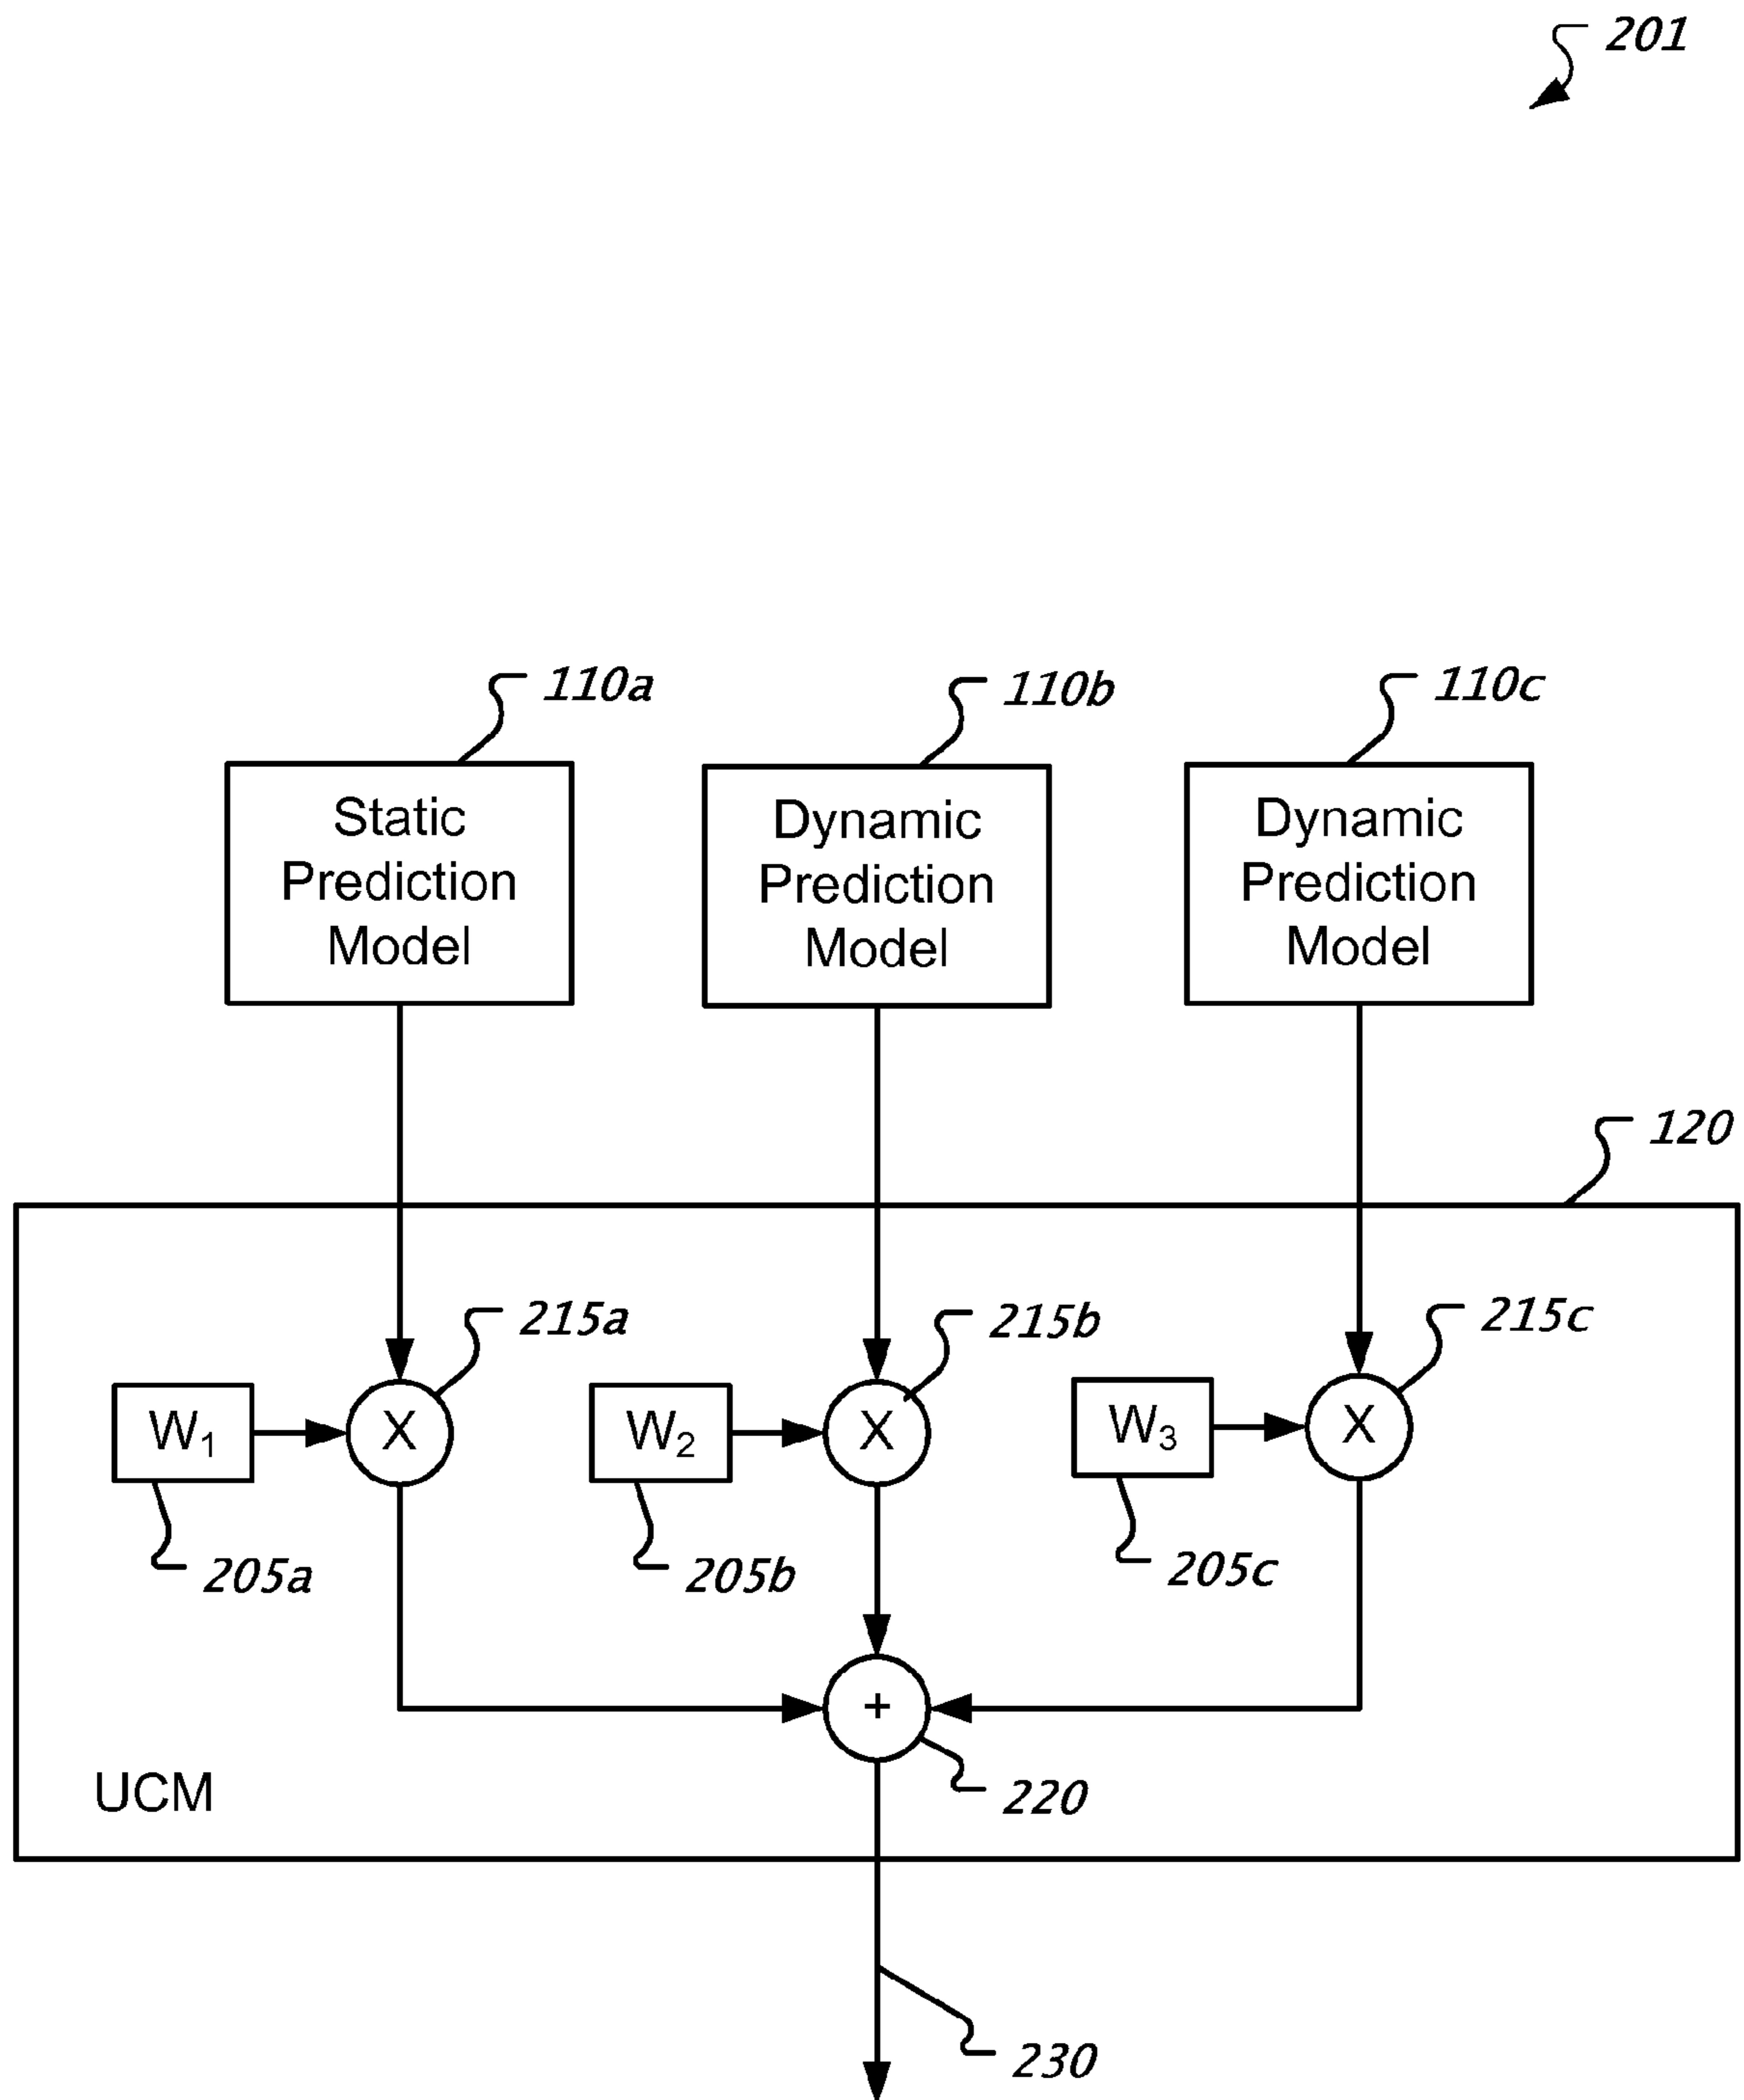 201
110a
110b
110c
Static
Prediction
Model
Dynamic
Prediction
Model
Dynamic
Prediction
Model
120
215a
215b
215c
W1
X
W2
X
W3
X
205a
205b
205c
+
220
UCM
230